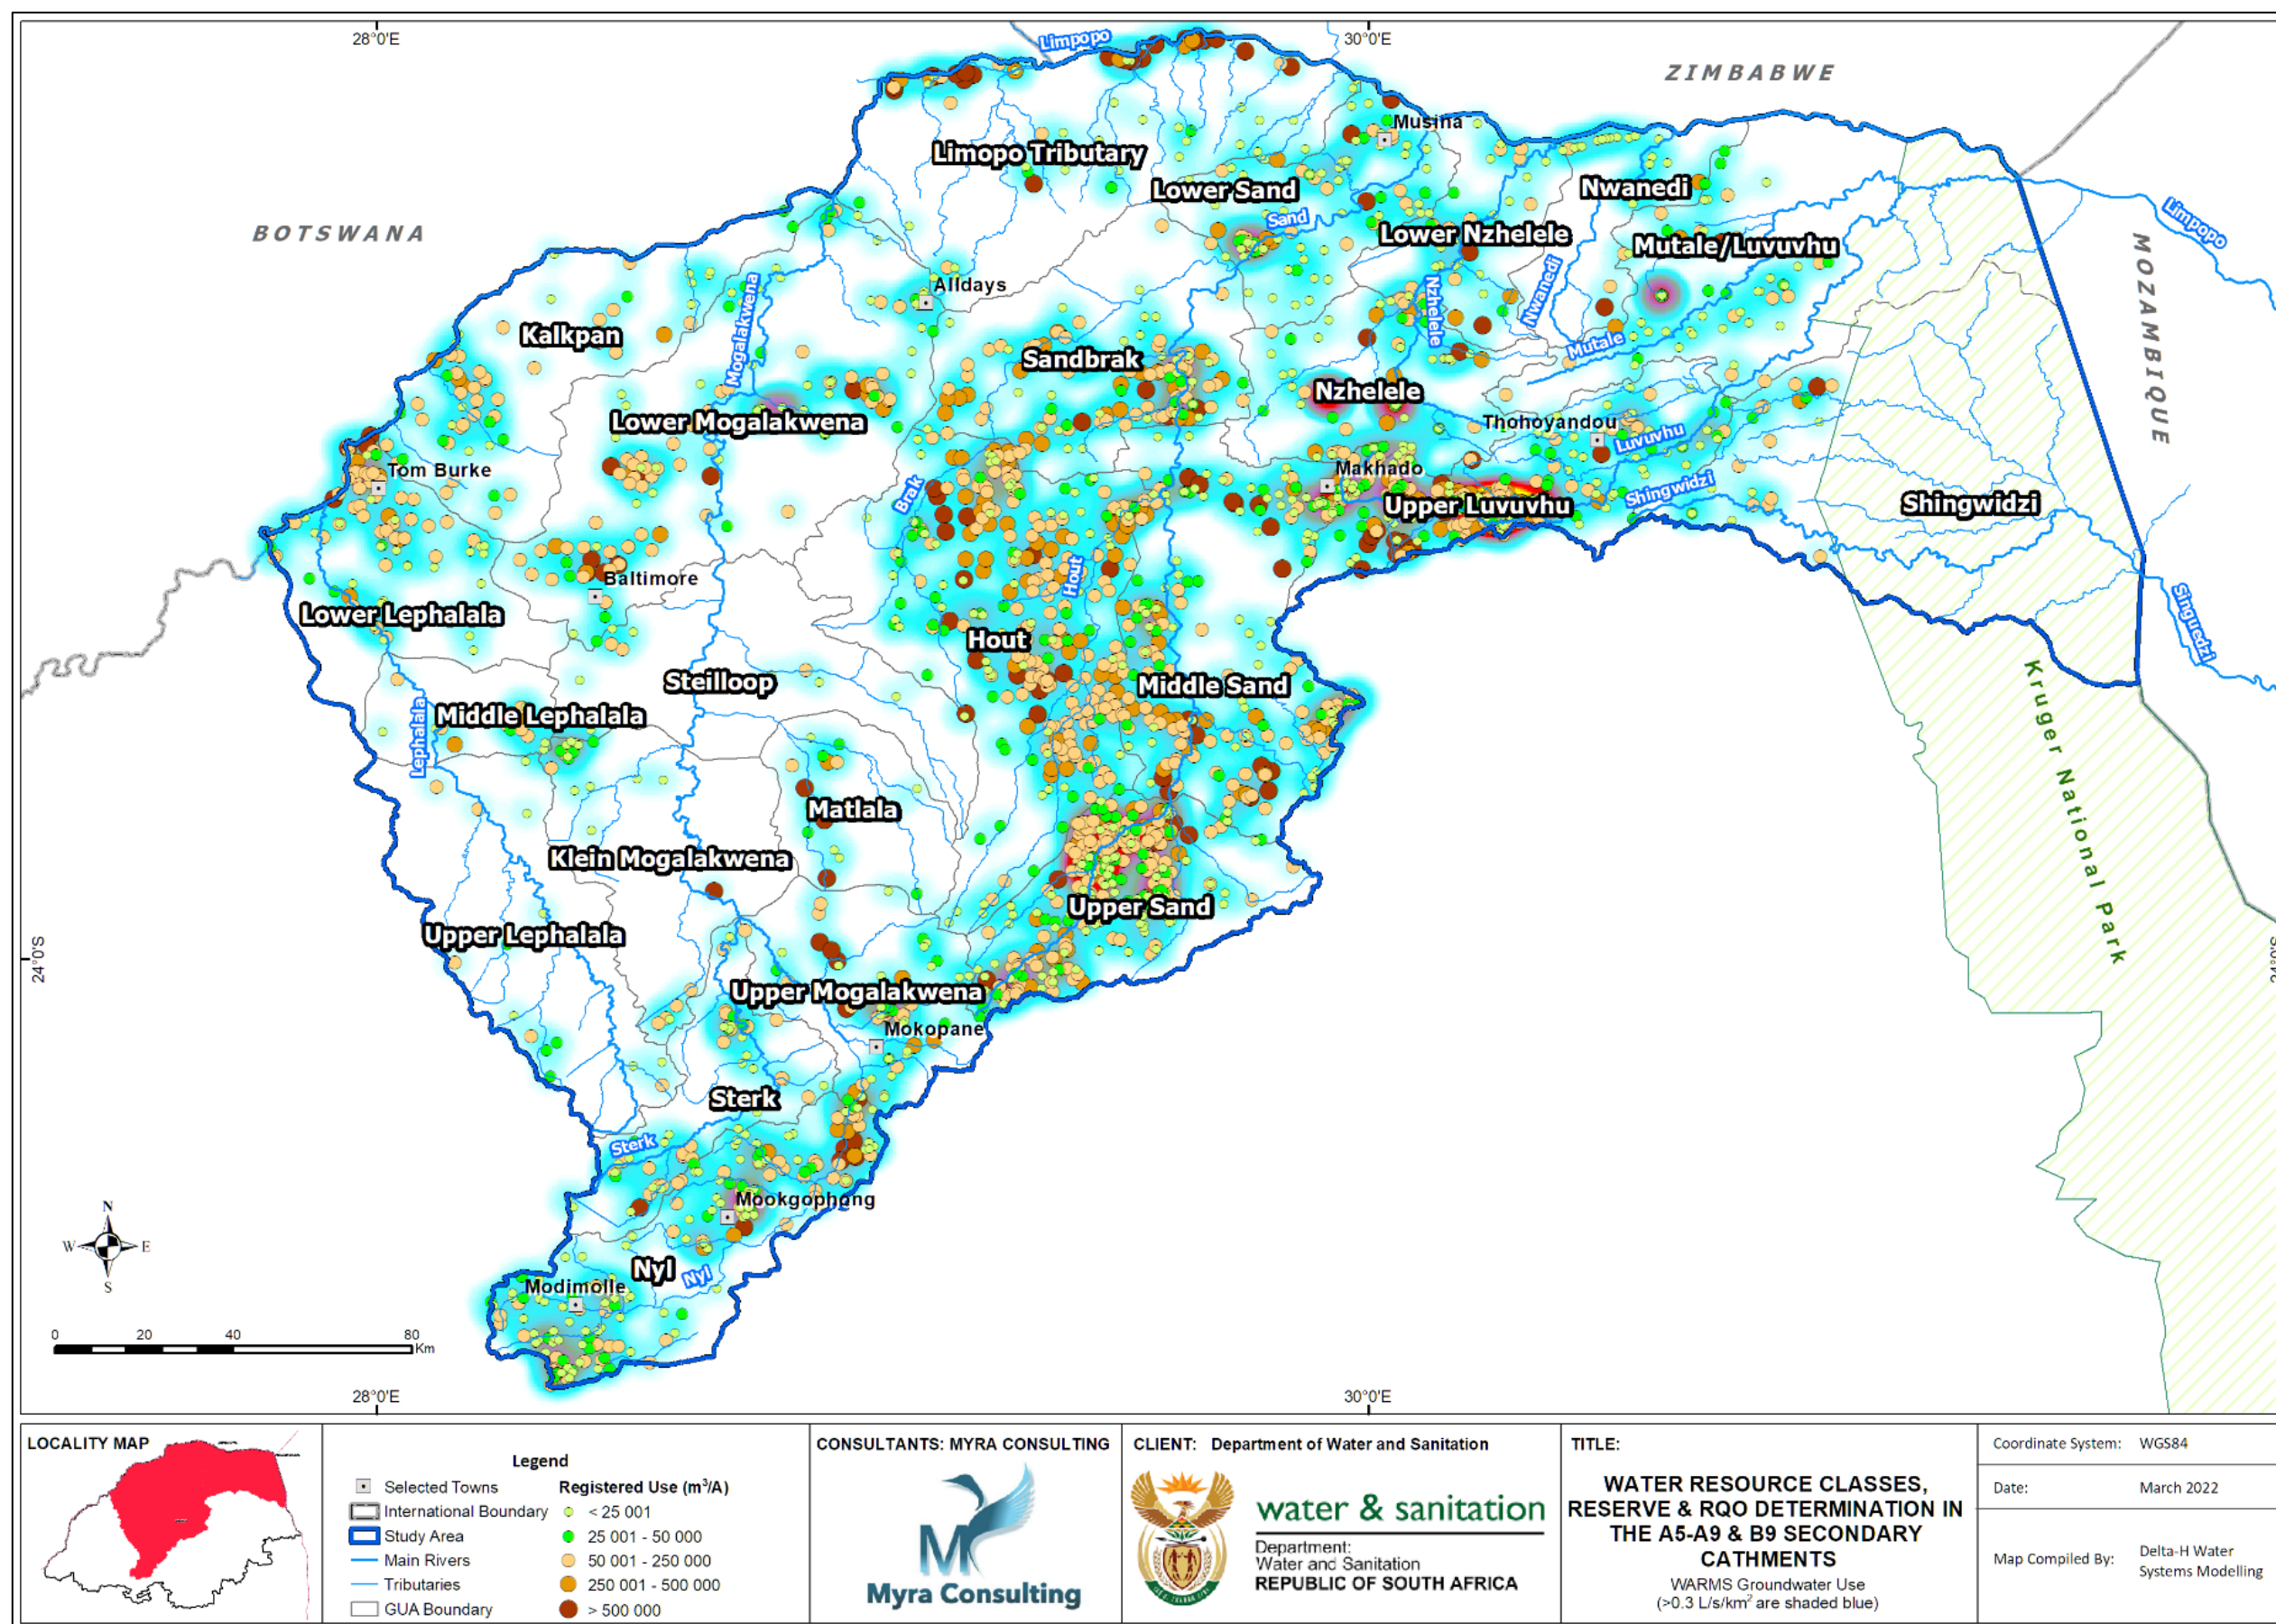 28°0'E
30°0'E
Limpopo
ZIMBABWE
Musina
Limopo Tributary
Lower Sand
Nwanedi
Sand
Limpopo
BOTSWANA
Lower Nzhelele
Mutale/Luvuvhu
MOZAMBIQUE
Alldays
Nwanedi
Nzhelele
Mogalakwena
Kalkpan
Sandbrak
Mutale
Nzhelele
Lower Mogalakwena
Thohoyandou
Luvuvhu
Tom Burke
Makhado
Brak
Shingwidzi
Upper Luvuvhu
Shingwidzi
Hout
Baltimore
Lower Lephalala
Singuedzi
Hout
Steilloop
Middle Sand
Middle Lephalala
Lephalala
Kruger National Park
Matlala
Klein Mogalakwena
Upper Sand
Upper Lephalala
24°0'S
24°0'S
Upper Mogalakwena
Mokopane
Sterk
Sterk
Mookgophong
N
W E
S
Nyl
Nyl
Modimolle
0 20 40 80
Km
28°0'E
30°0'E
LOCALITY MAP
Legend
Selected Towns
International Boundary
Study Area
Main Rivers
Tributaries
GUA Boundary
Registered Use (m³/A)
< 25 001
25 001 - 50 000
50 001 - 250 000
250 001 - 500 000
> 500 000
CONSULTANTS: MYRA CONSULTING
M
Myra Consulting
CLIENT: Department of Water and Sanitation
water & sanitation
Department:
Water and Sanitation
REPUBLIC OF SOUTH AFRICA
TITLE:
WATER RESOURCE CLASSES,
RESERVE & RQO DETERMINATION IN
THE A5-A9 & B9 SECONDARY
CATHMENTS
WARMS Groundwater Use
(>0.3 L/s/km² are shaded blue)
Coordinate System: WGS84
Date: March 2022
Map Compiled By: Delta-H Water
Systems Modelling